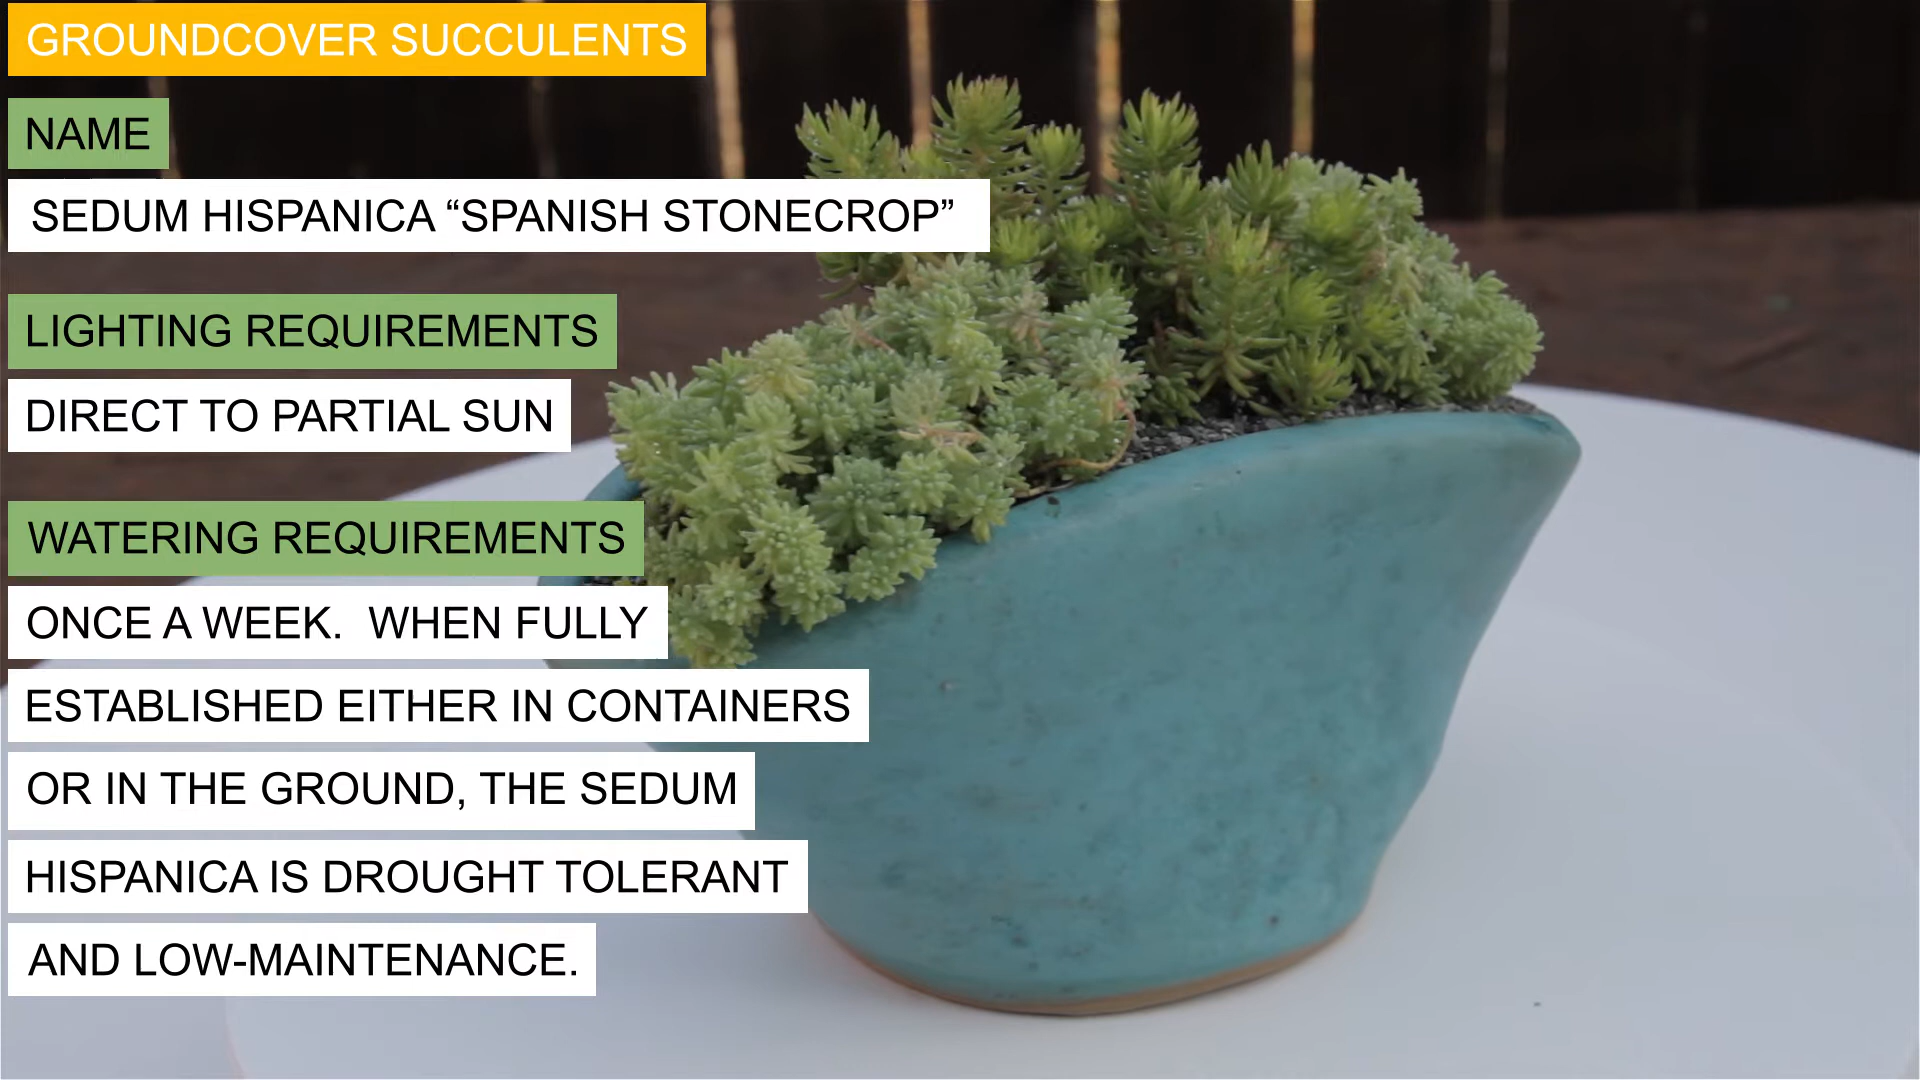 GROUNDCOVER SUCCULENTS
NAME
SEDUM HISPANICA “SPANISH STONECROP”
LIGHTING REQUIREMENTS
DIRECT TO PARTIAL SUN
WATERING REQUIREMENTS
ONCE A WEEK.  WHEN FULLY
ESTABLISHED EITHER IN CONTAINERS
OR IN THE GROUND, THE SEDUM
HISPANICA IS DROUGHT TOLERANT
AND LOW-MAINTENANCE.